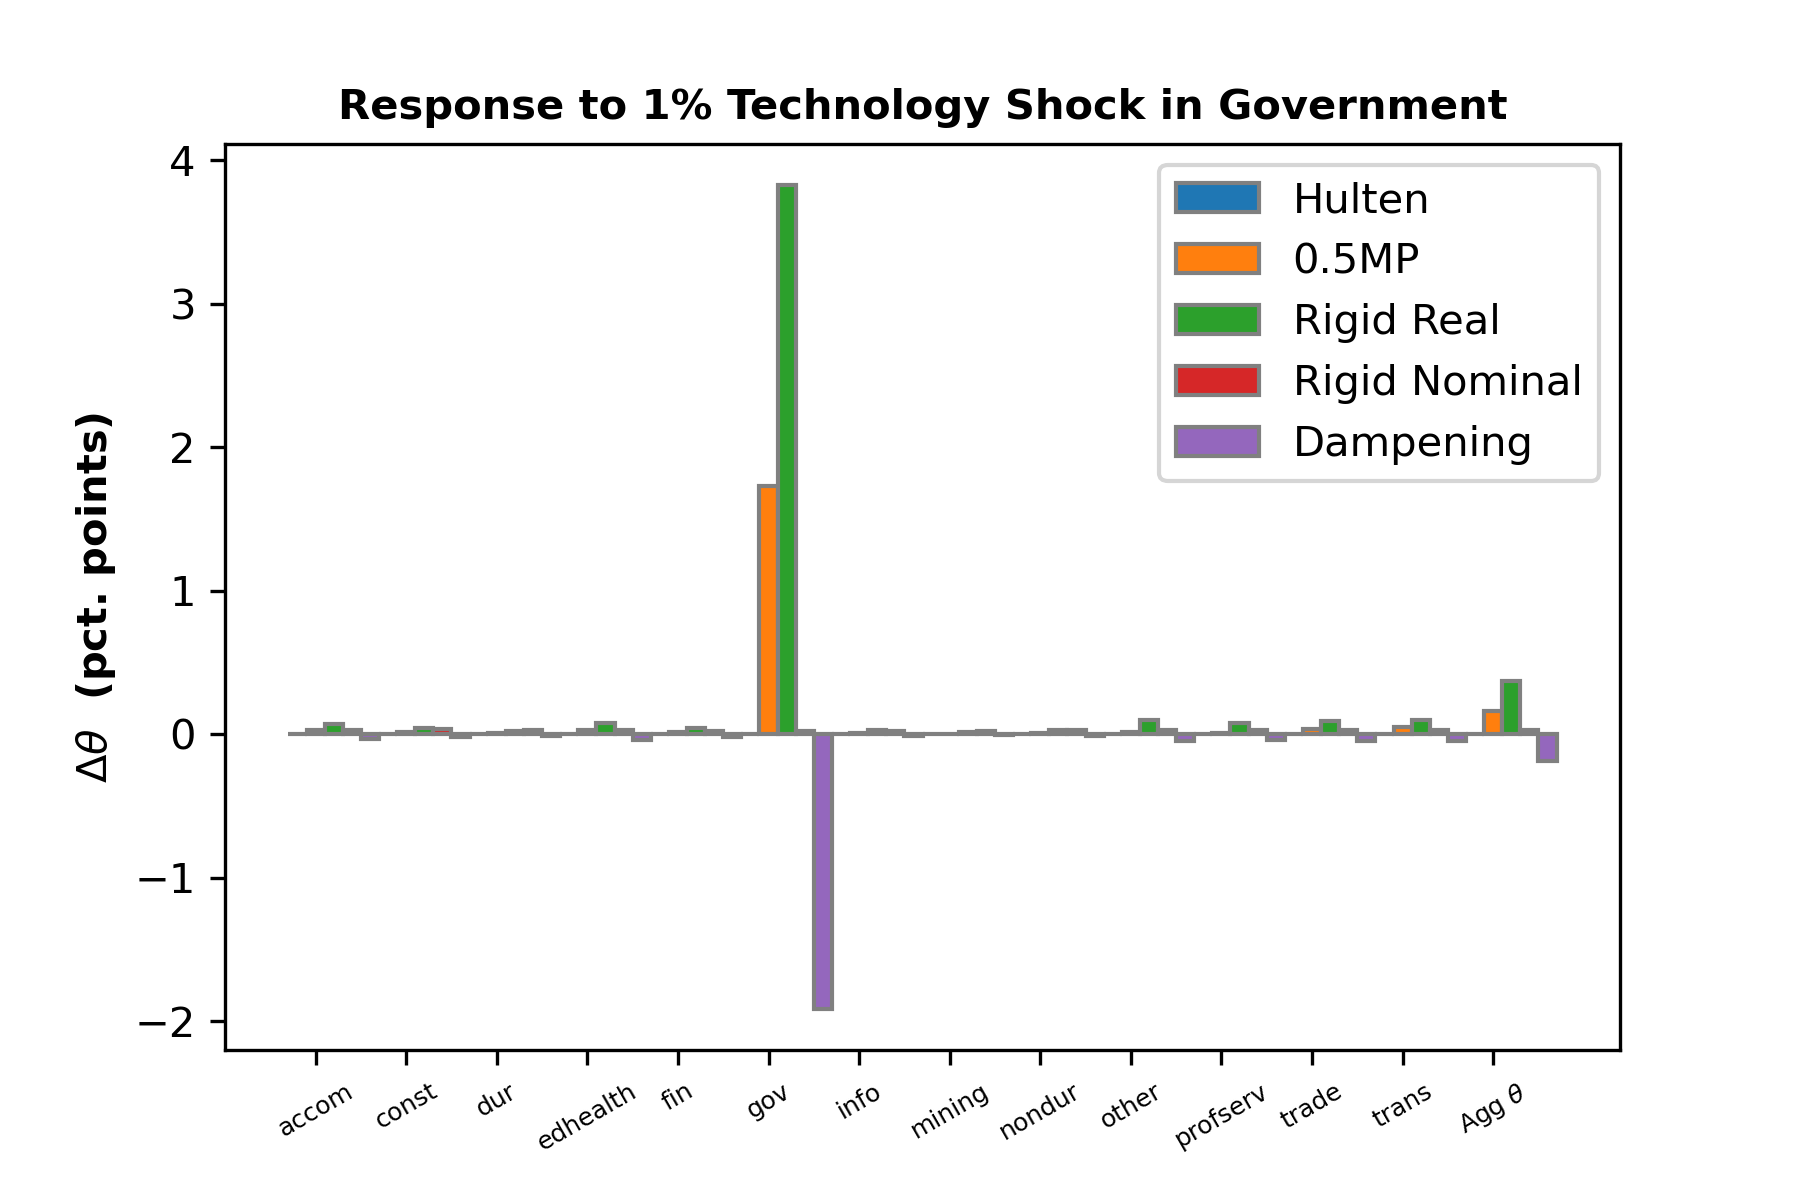 Response to 1% Technology Shock in Government
Δθ (pct. points)
4
3
2
1
0
−1
−2
Hulten
0.5MP
Rigid Real
Rigid Nominal
Dampening
accom
const
dur
edhealth
fin
gov
info
mining
nondur
other
profserv
trade
trans
Agg θ